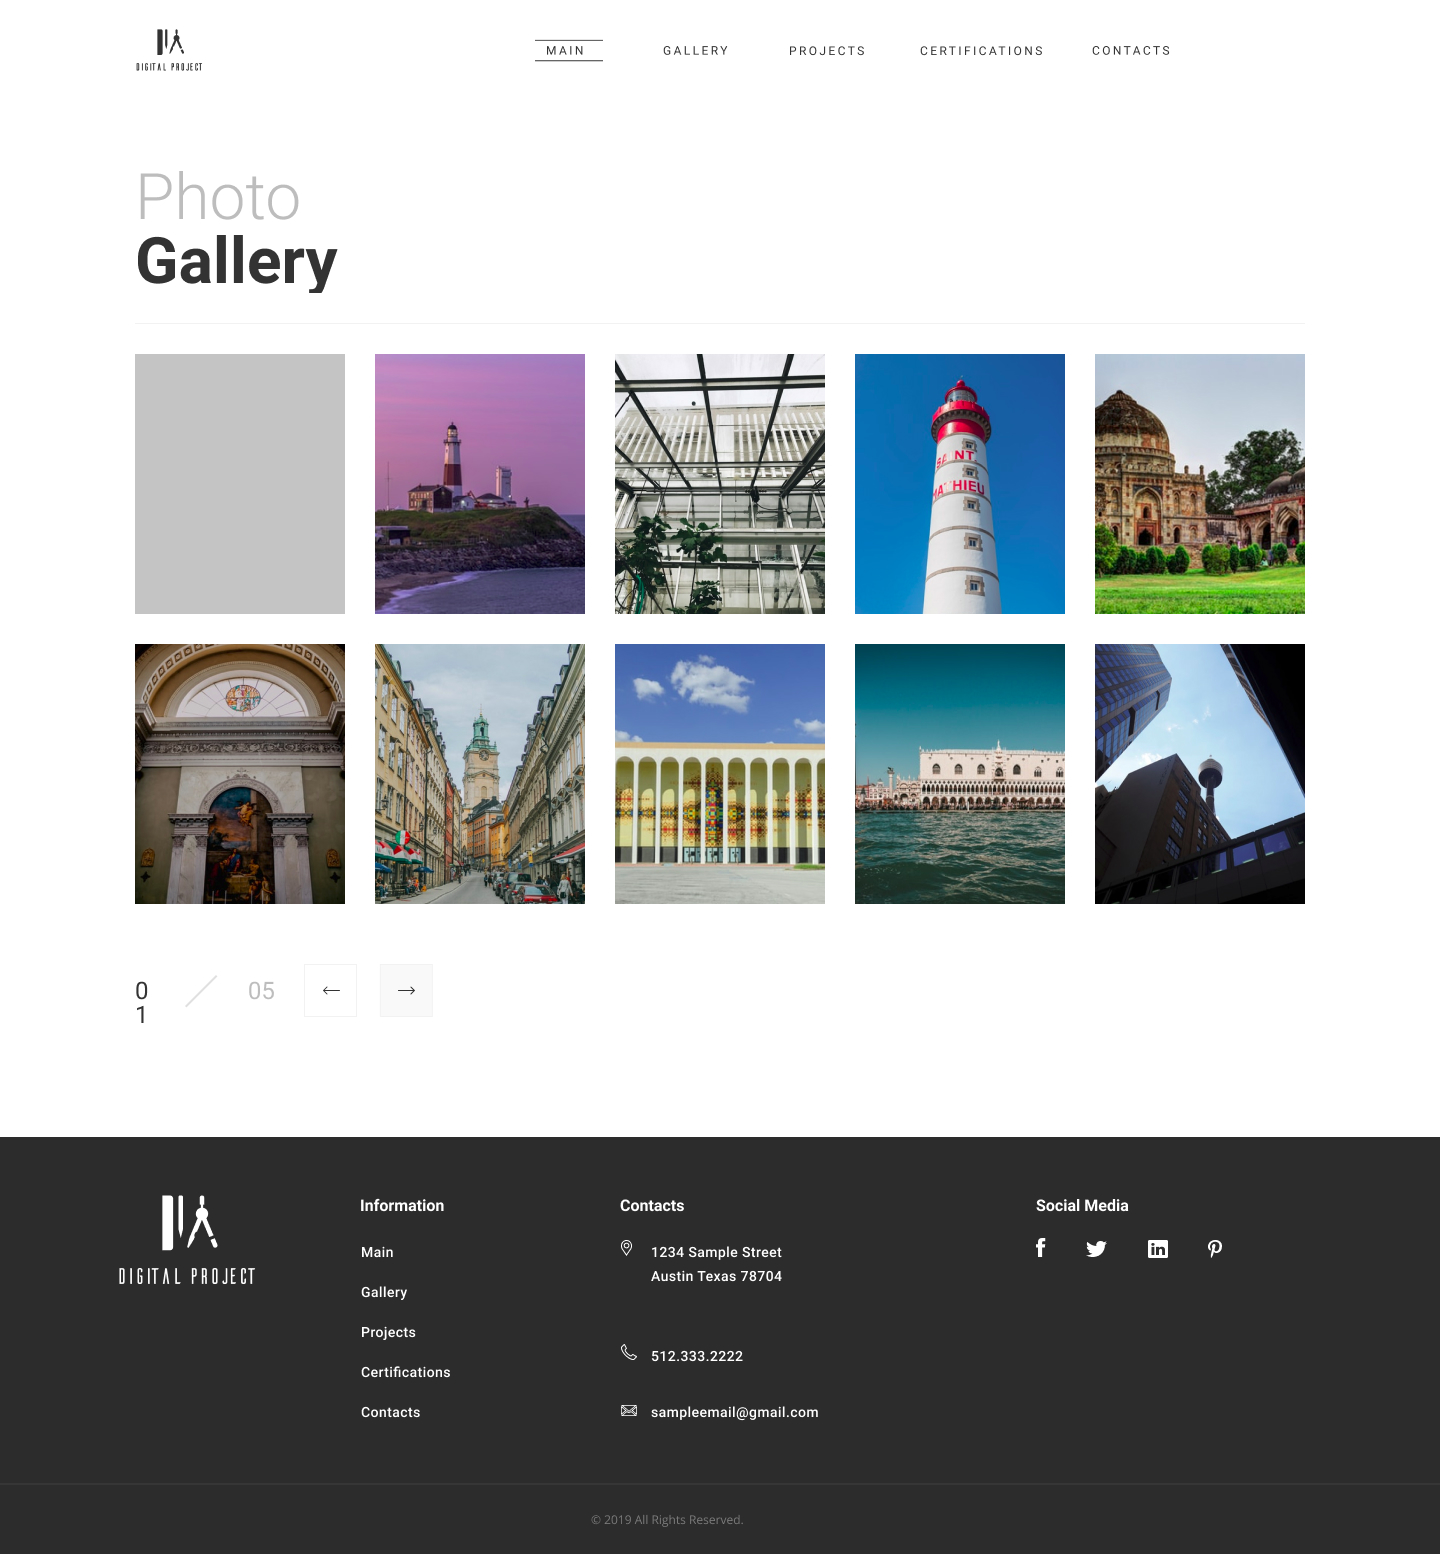 DIGITAL PROJECT
MAIN
GALLERY
PROJECTS
CERTIFICATIONS
CONTACTS
Photo
Gallery
SAINT
MATHIEU
0
1
05
DIGITAL PROJECT
Information
Main
Gallery
Projects
Certifications
Contacts
Contacts
1234 Sample Street
Austin Texas 78704
512.333.2222
sampleemail@gmail.com
Social Media
© 2019 All Rights Reserved.